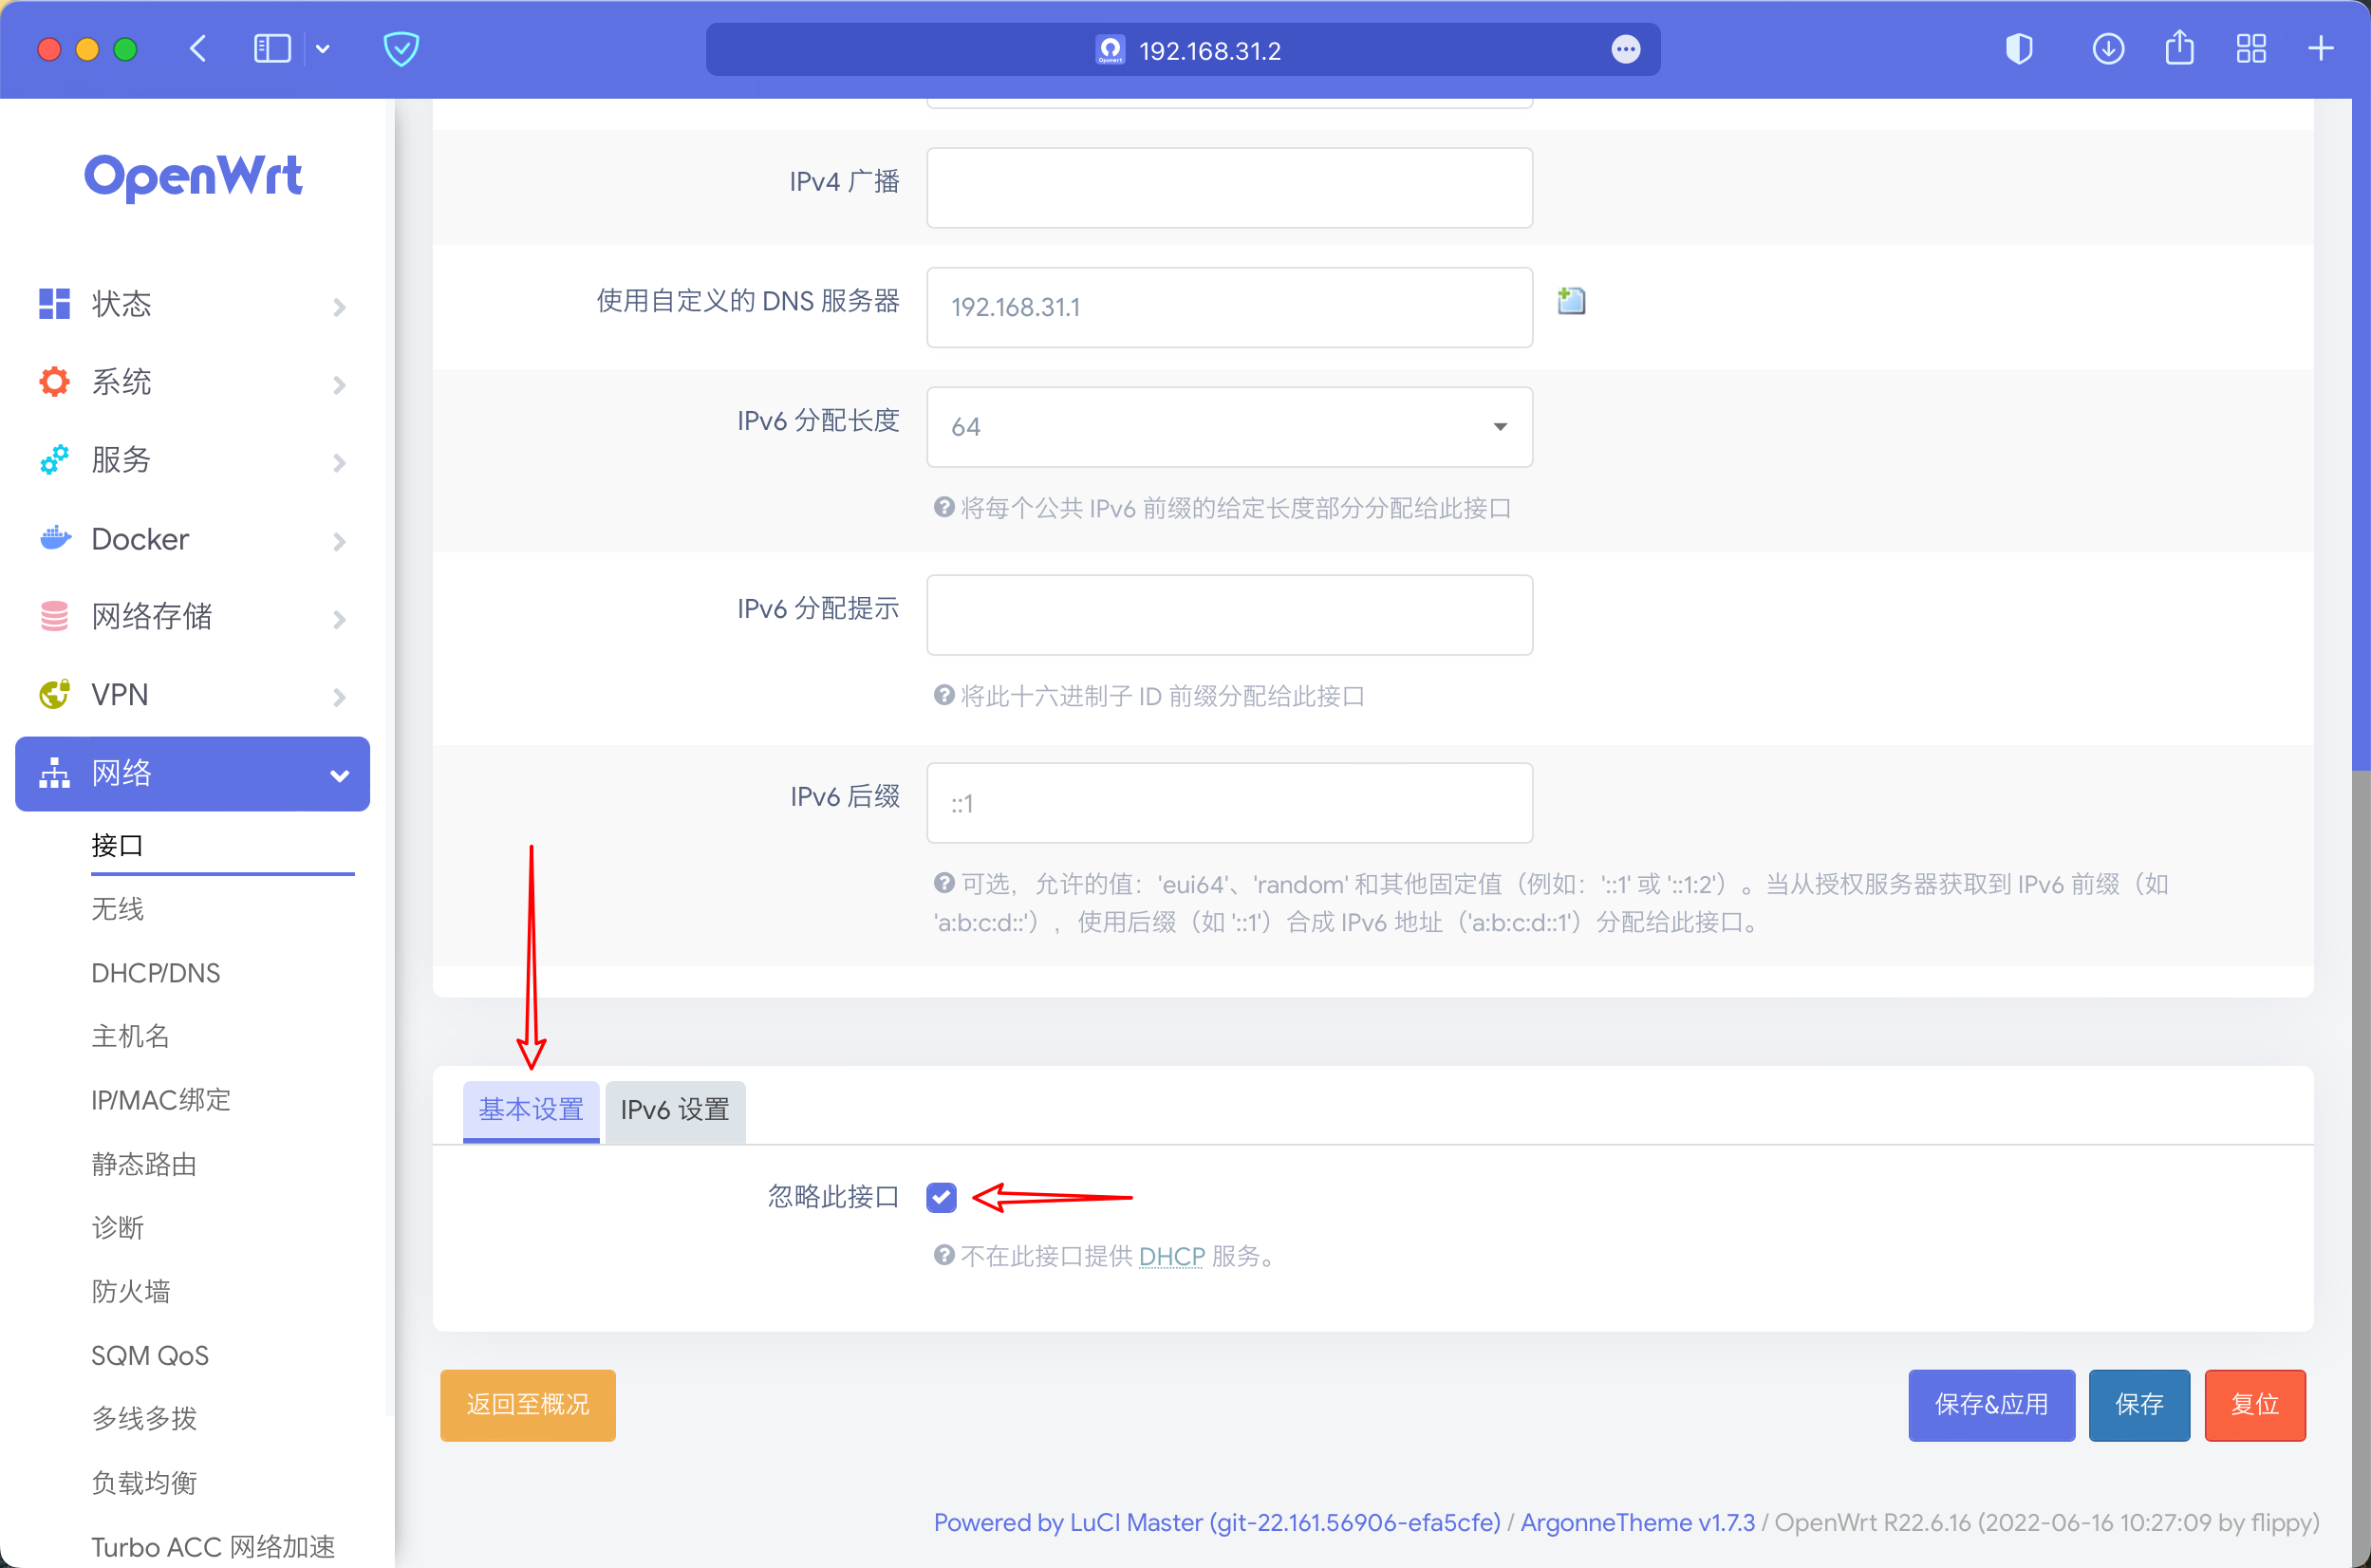 192.168.31.2
OpenWrt
状态
系统
服务
Docker
网络存储
VPN
网络
接口
无线
DHCP/DNS
主机名
IP/MAC绑定
静态路由
诊断
防火墙
SQM QoS
多线多拨
负载均衡
Turbo ACC 网络加速
IPv4 广播
使用自定义的 DNS 服务器
192.168.31.1
IPv6 分配长度
64
将每个公共 IPv6 前缀的给定长度部分分配给此接口
IPv6 分配提示
将此十六进制子 ID 前缀分配给此接口
IPv6 后缀
::1
可选，允许的值：'eui64'、'random' 和其他固定值（例如：'::1' 或 '::1:2'）。当从授权服务器获取到 IPv6 前缀（如
'a:b:c:d::'），使用后缀（如 '::1'）合成 IPv6 地址（'a:b:c:d::1'）分配给此接口。
基本设置
IPv6 设置
忽略此接口
不在此接口提供 DHCP 服务。
返回至概况
保存&应用
保存
复位
Powered by LuCI Master (git-22.161.56906-efa5cfe) / ArgonneTheme v1.7.3 / OpenWrt R22.6.16 (2022-06-16 10:27:09 by flippy)